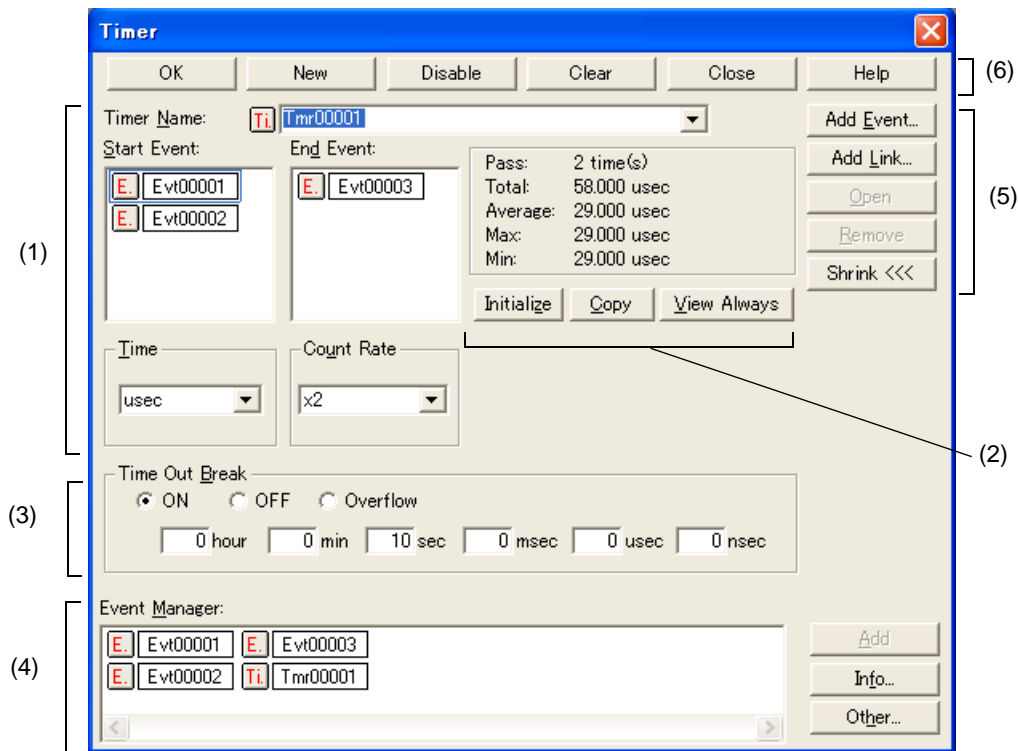 Timer
OK New Disable Clear Close Help
(6)
Timer Name: Ti. Tmr00001 Add Event...
Start Event: End Event:
Add Link...
E. Evt00001 E. Evt00003
E. Evt00002
Pass: 2 time(s)
Total: 58.000 usec
Average: 29.000 usec
Max: 29.000 usec
Min: 29.000 usec
Open
Remove
Shrink <<<
(5)
(1)
Initialize Copy View Always
Time Count Rate
usec x2
(2)
Time Out Break
ON OFF Overflow
(3)
0 hour 0 min 10 sec 0 msec 0 usec 0 nsec
Event Manager:
E. Evt00001 E. Evt00003
E. Evt00002 Ti. Tmr00001
(4)
Add
Info...
Other...